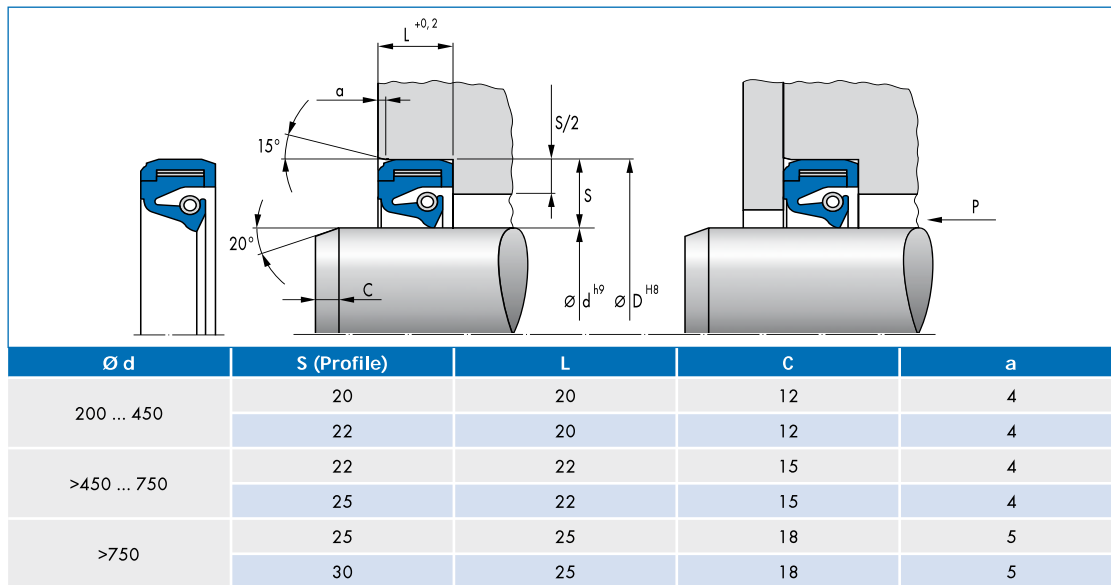 L +0,2
a
S/2
15°
S
P
20°
C
Ø d h9 Ø D H8
Ø d S (Profile) L C a
200 ... 450 20 20 12 4
22 20 12 4
>450 ... 750 22 22 15 4
25 22 15 4
>750 25 25 18 5
30 25 18 5